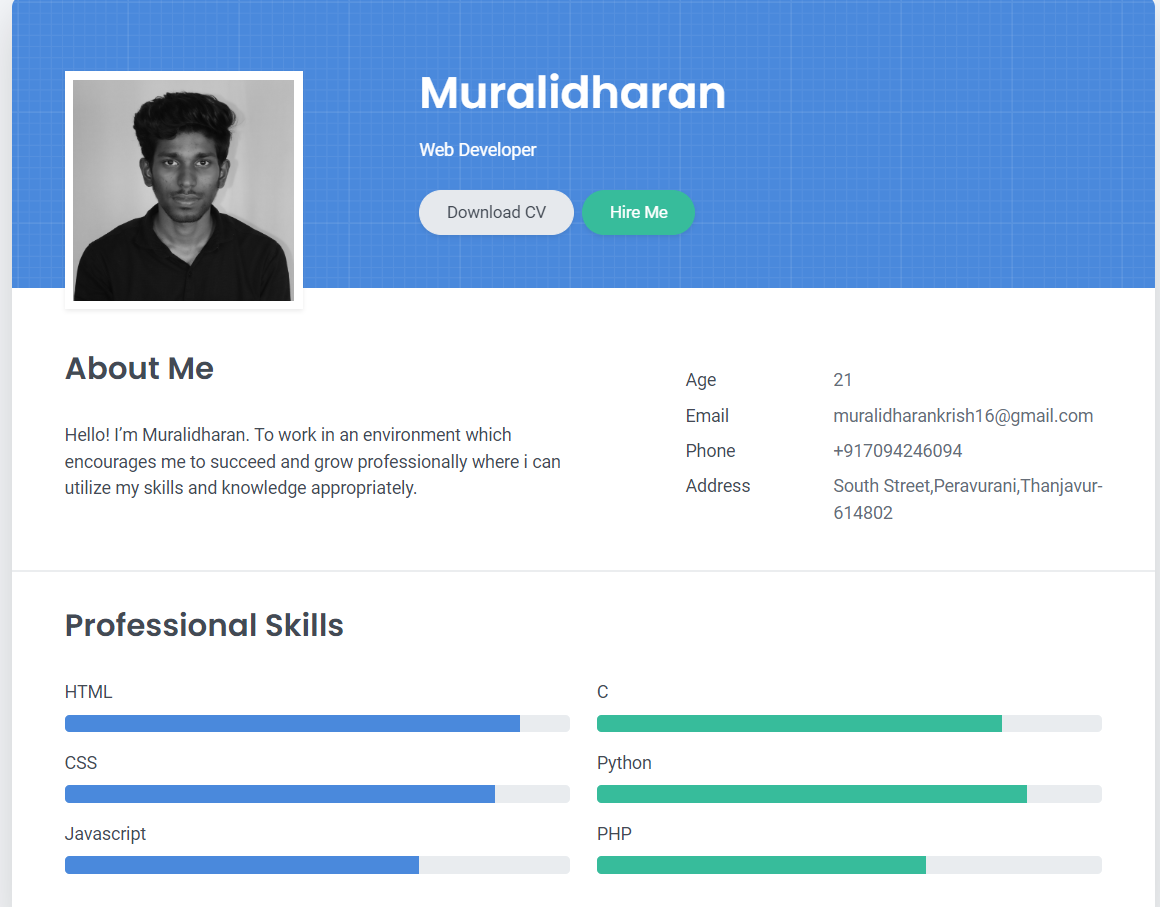 Muralidharan
Web Developer
Download CV
Hire Me
About Me
Hello! I’m Muralidharan. To work in an environment which
encourages me to succeed and grow professionally where i can
utilize my skills and knowledge appropriately.
Age 21
Email muralidharankrish16@gmail.com
Phone +917094246094
Address South Street,Peravurani,Thanjavur-
614802
Professional Skills
HTML
CSS
Javascript
C
Python
PHP